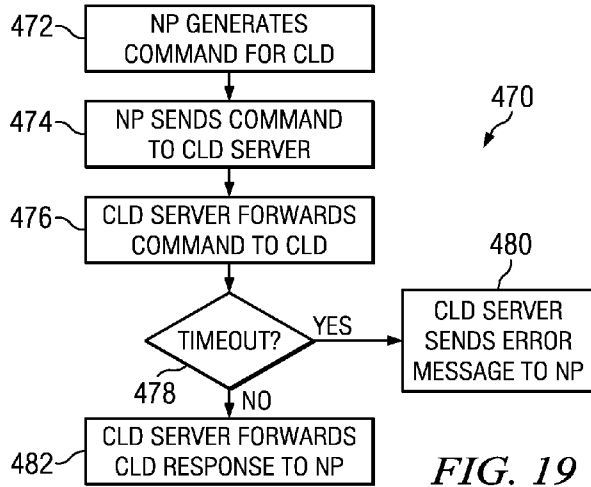 472
NP GENERATES
COMMAND FOR CLD
470
474
NP SENDS COMMAND
TO CLD SERVER
476
CLD SERVER FORWARDS
COMMAND TO CLD
480
CLD SERVER
SENDS ERROR
MESSAGE TO NP
TIMEOUT?
YES
478
NO
482
CLD SERVER FORWARDS
CLD RESPONSE TO NP
FIG. 19